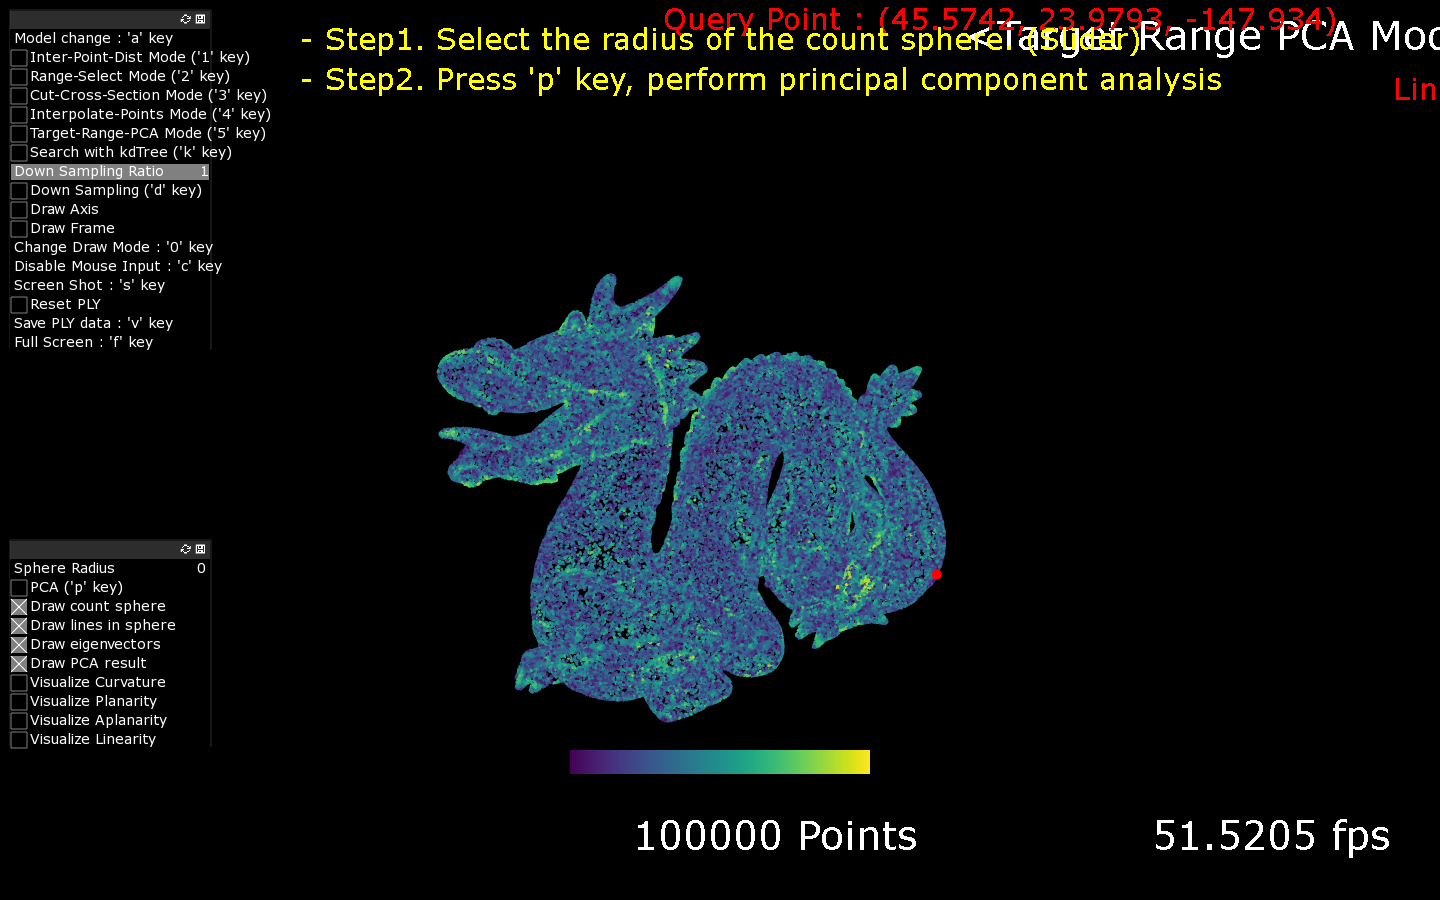 Query Point : (45.5742, 23.9793, -147.934)
- Step1. Select the radius of the count sphere (Slider)
<Target Range PCA Mod
- Step2. Press 'p' key, perform principal component analysis
Lin
Model change : 'a' key
Inter-Point-Dist Mode ('1' key)
Range-Select Mode ('2' key)
Cut-Cross-Section Mode ('3' key)
Interpolate-Points Mode ('4' key)
Target-Range-PCA Mode ('5' key)
Search with kdTree ('k' key)
Down Sampling Ratio 1
Down Sampling ('d' key)
Draw Axis
Draw Frame
Change Draw Mode : '0' key
Disable Mouse Input : 'c' key
Screen Shot : 's' key
Reset PLY
Save PLY data : 'v' key
Full Screen : 'f' key
Sphere Radius 0
PCA ('p' key)
Draw count sphere
Draw lines in sphere
Draw eigenvectors
Draw PCA result
Visualize Curvature
Visualize Planarity
Visualize Aplanarity
Visualize Linearity
100000 Points
51.5205 fps